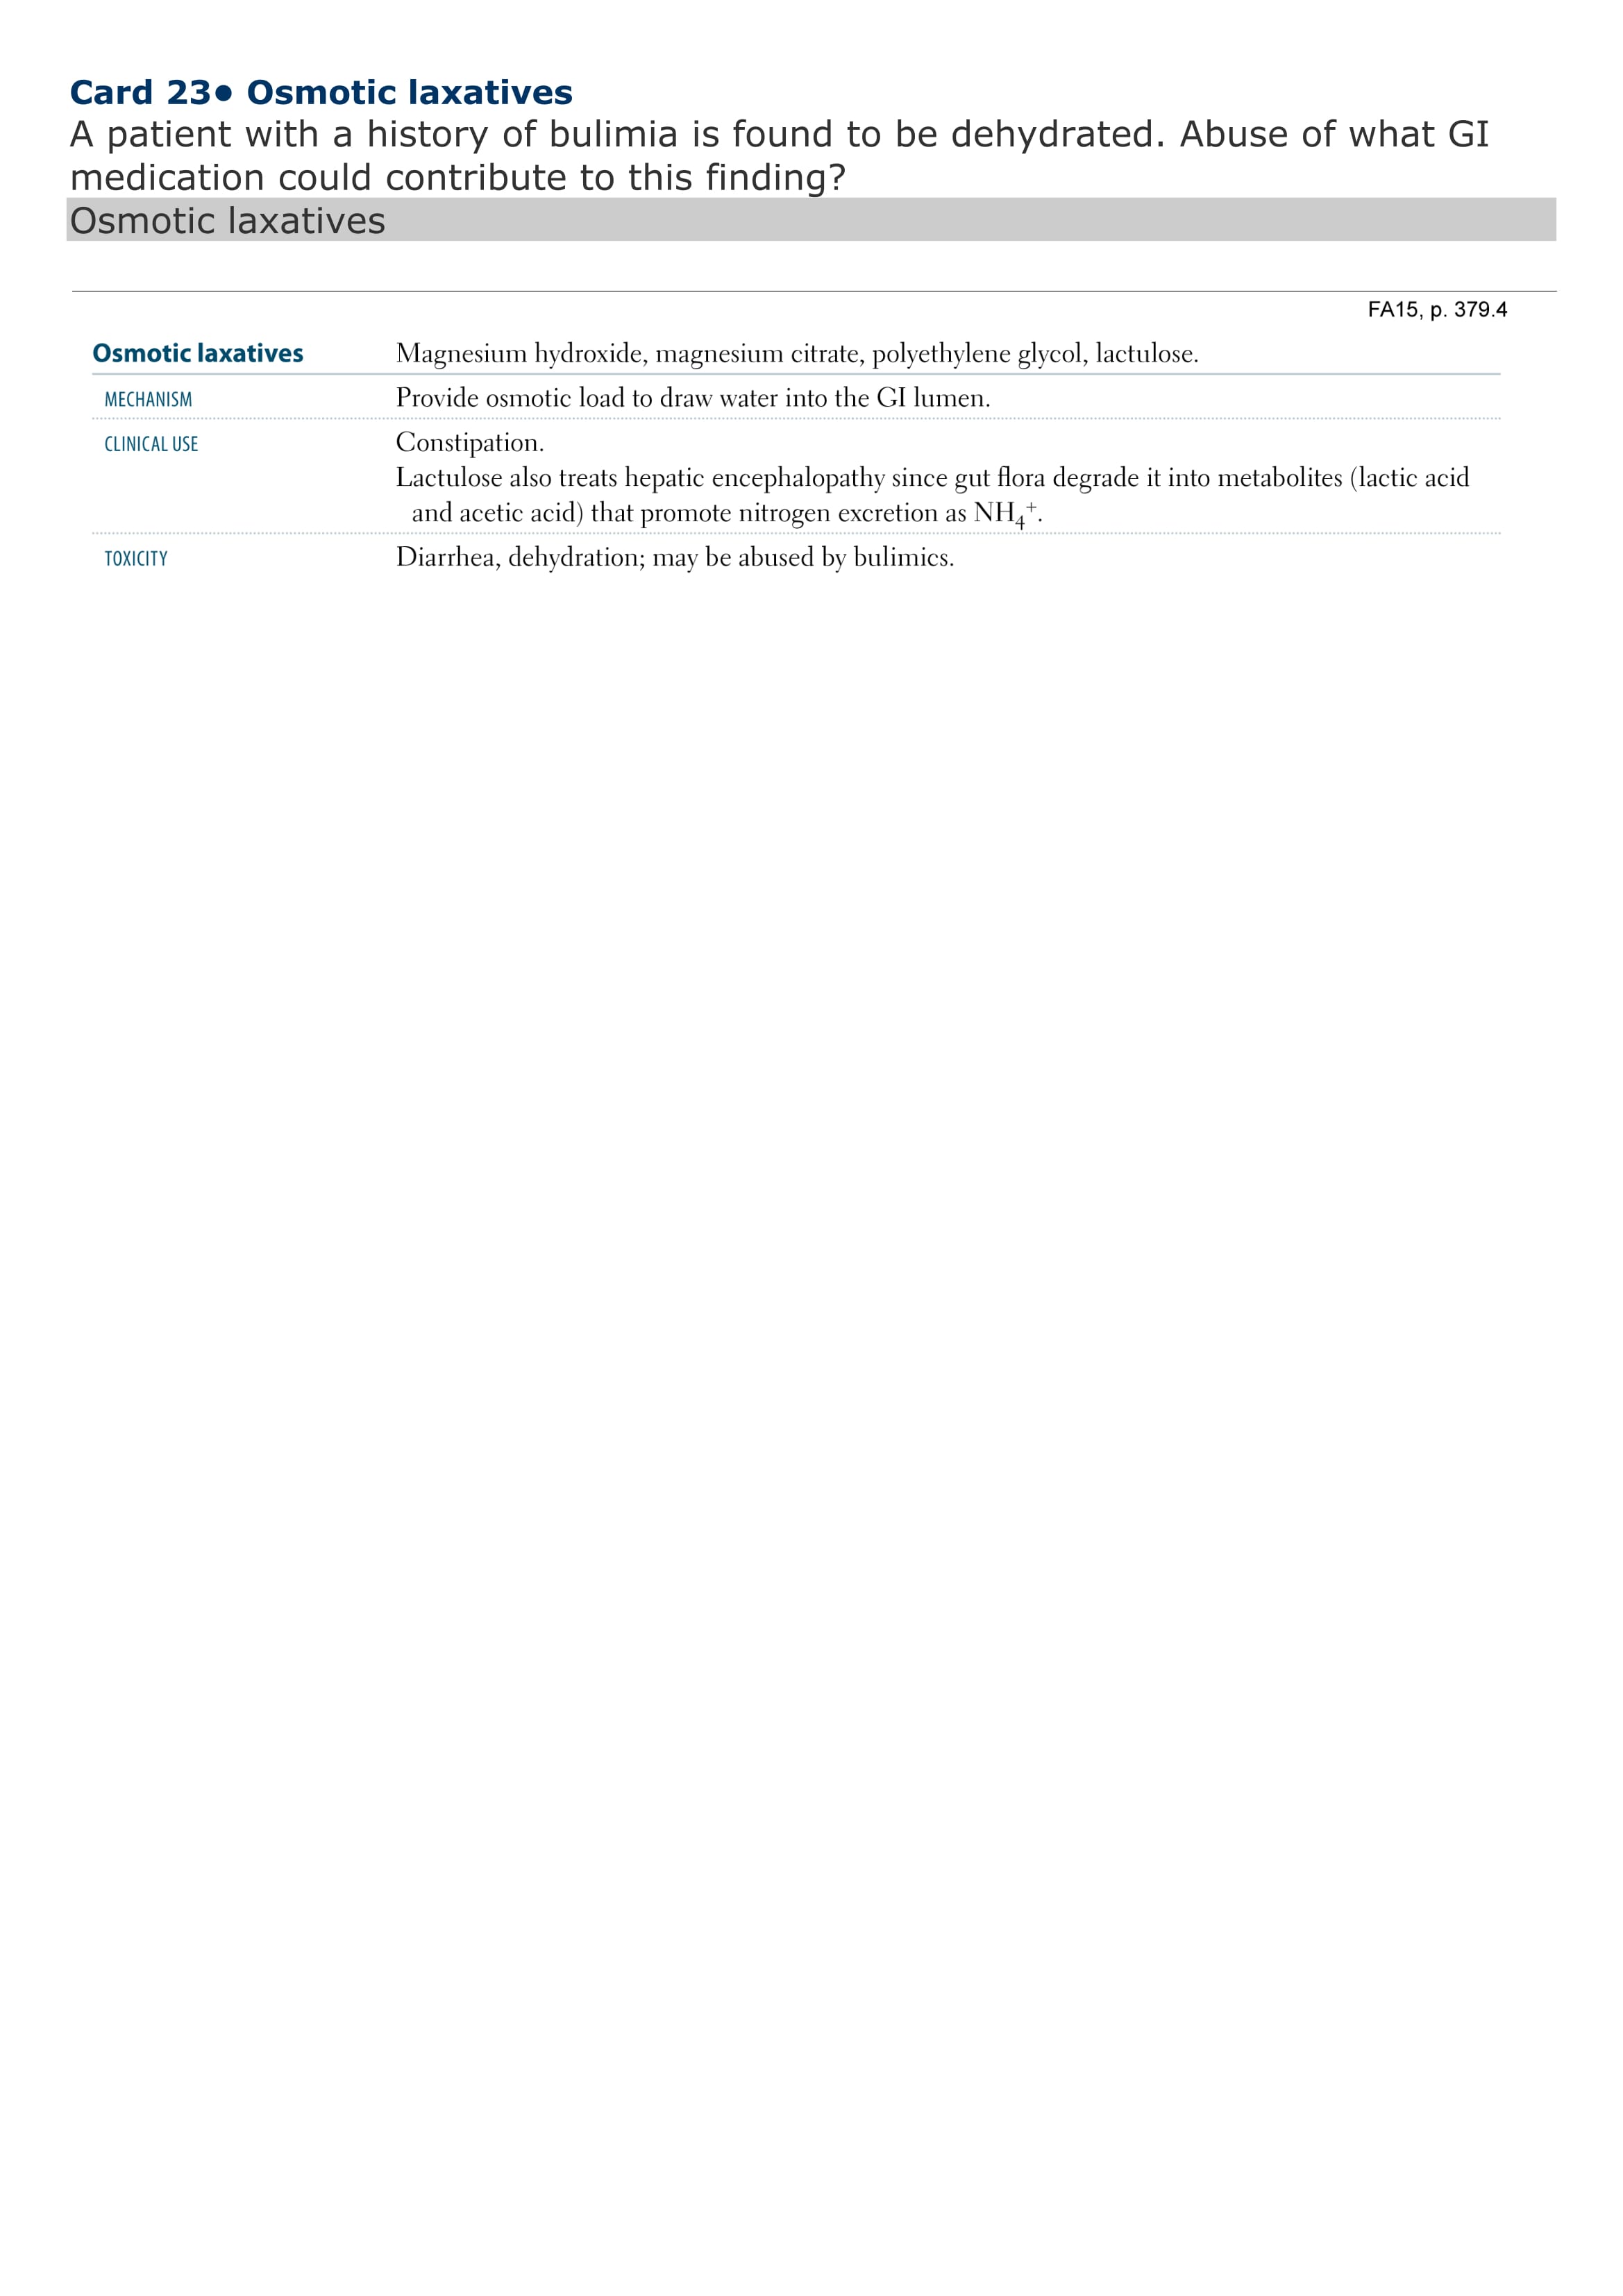 Card 23● Osmotic laxatives
A patient with a history of bulimia is found to be dehydrated. Abuse of what GI
medication could contribute to this finding?
Osmotic laxatives
FA15, p. 379.4
Osmotic laxatives Magnesium hydroxide, magnesium citrate, polyethylene glycol, lactulose.
MECHANISM Provide osmotic load to draw water into the GI lumen.
CLINICAL USE Constipation.
Lactulose also treats hepatic encephalopathy since gut flora degrade it into metabolites (lactic acid
and acetic acid) that promote nitrogen excretion as NH₄⁺.
TOXICITY Diarrhea, dehydration; may be abused by bulimics.